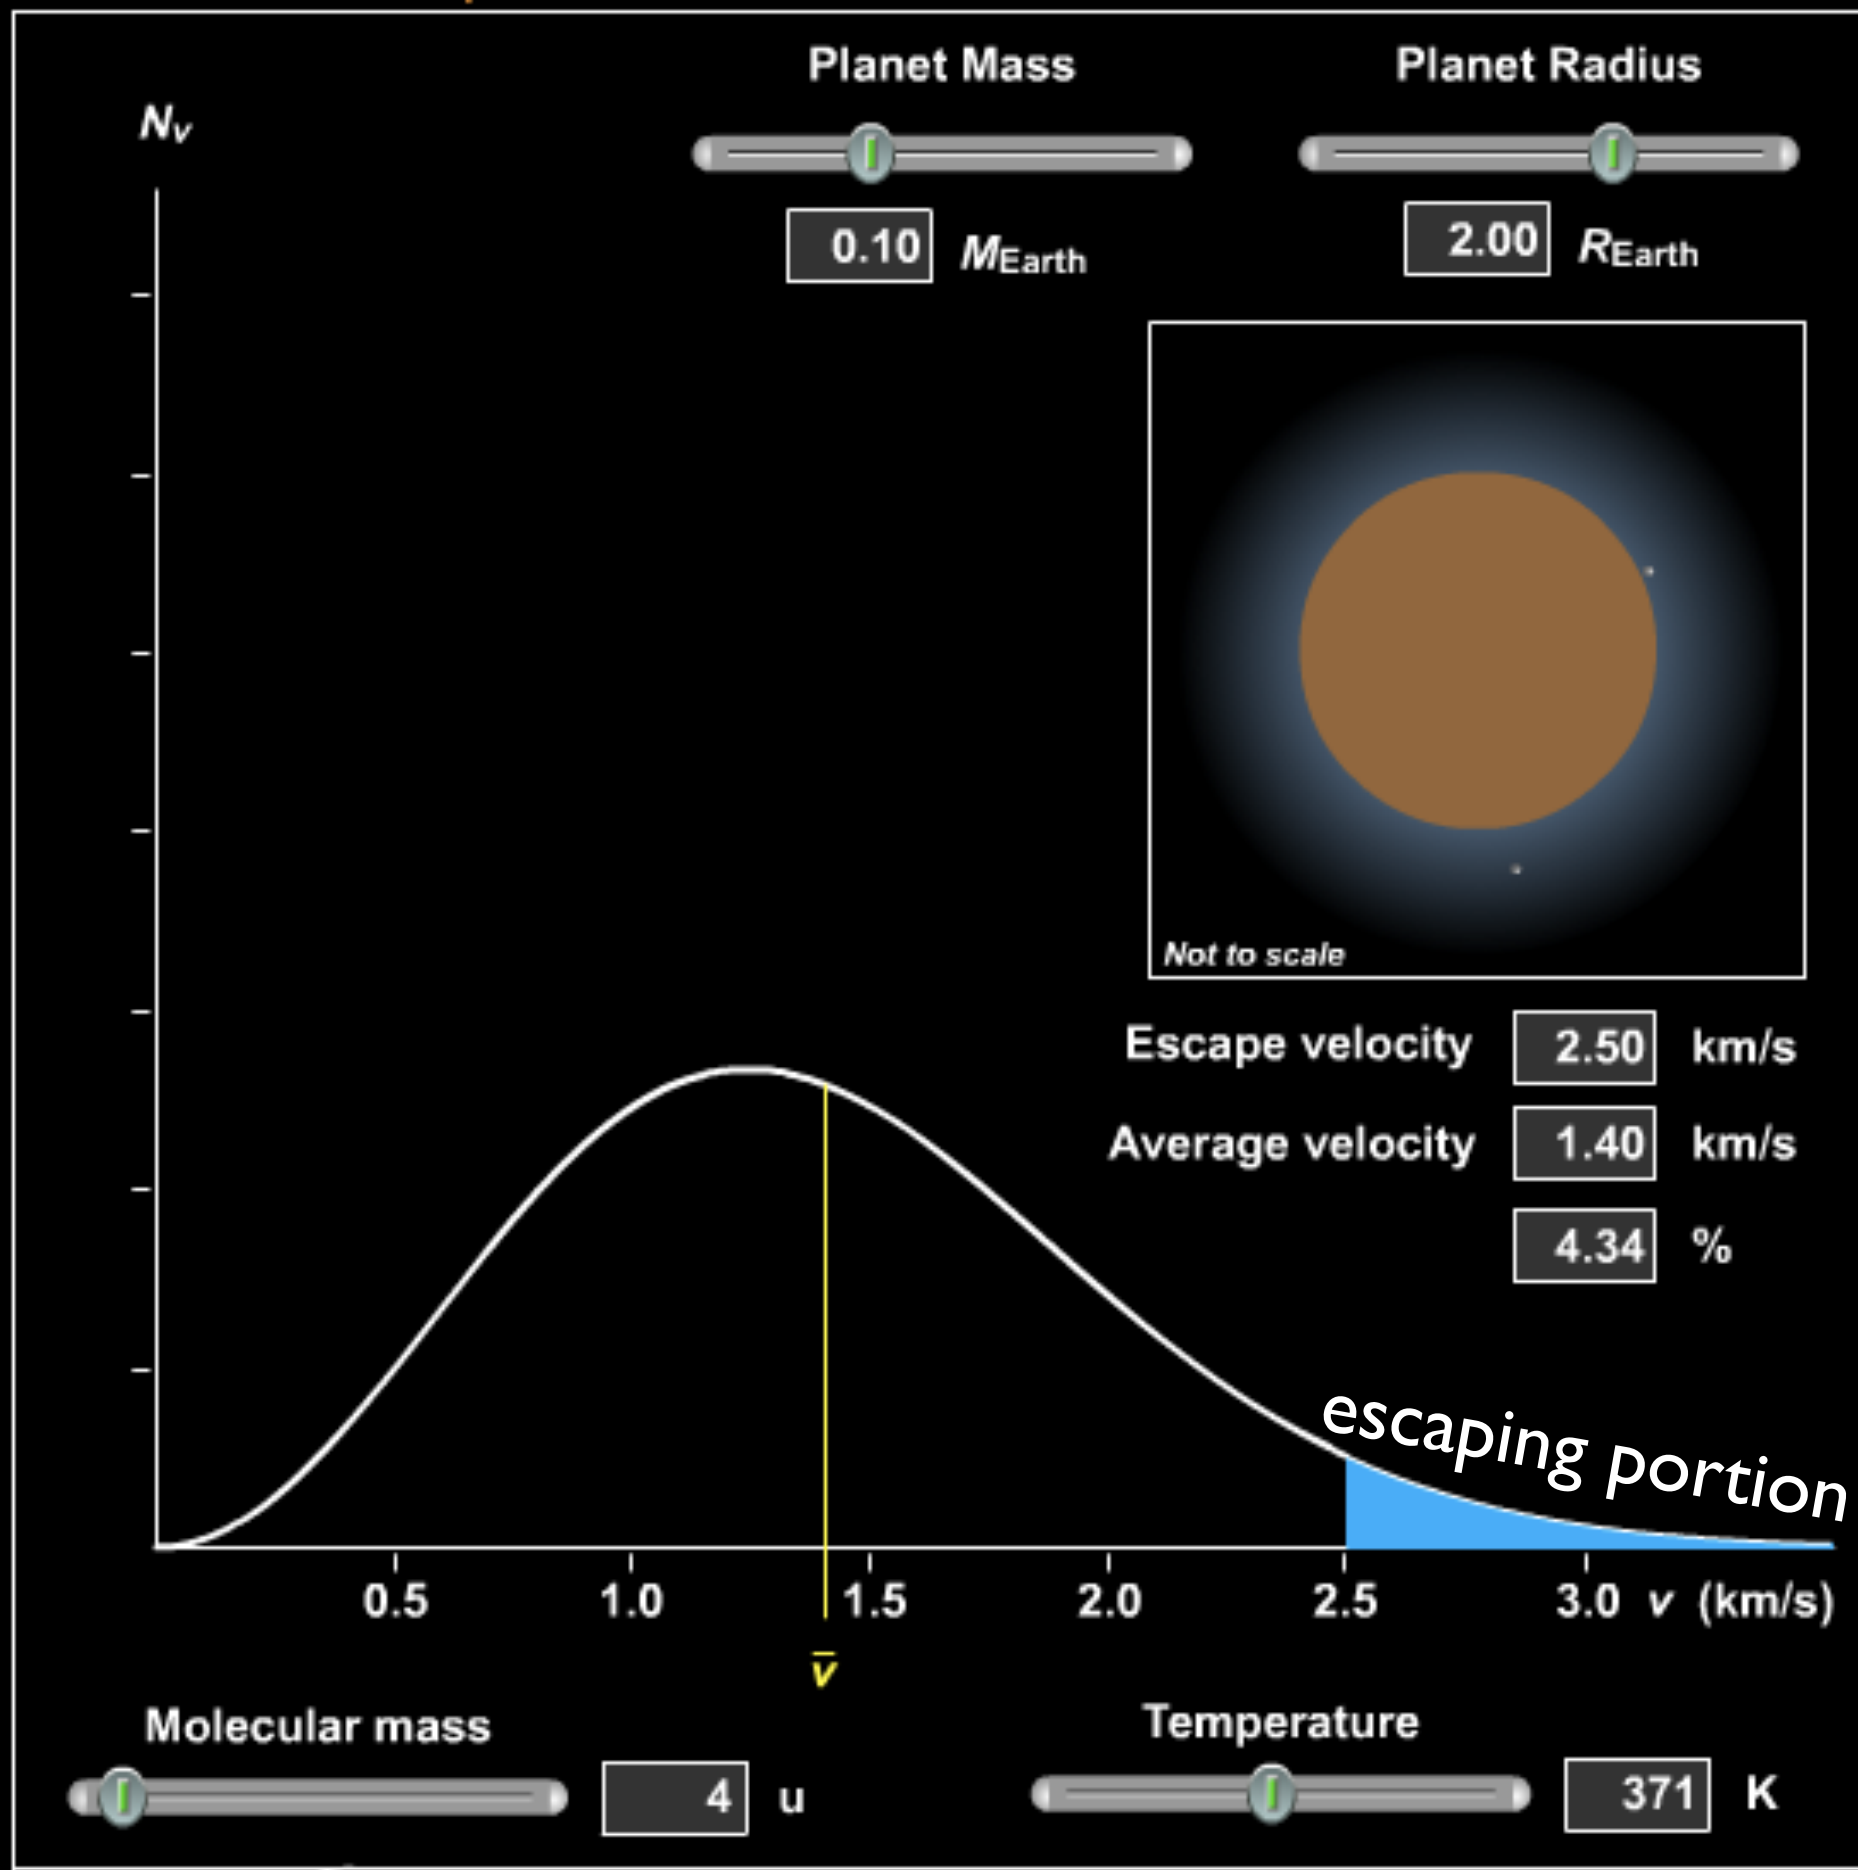 Planet Mass
Planet Radius
Nv
0.10 MEarth
2.00 REarth
Not to scale
Escape velocity 2.50 km/s
Average velocity 1.40 km/s
4.34 %
escaping portion
0.5 1.0 1.5 2.0 2.5 3.0 v (km/s)
v̅
Molecular mass
Temperature
4 u
371 K